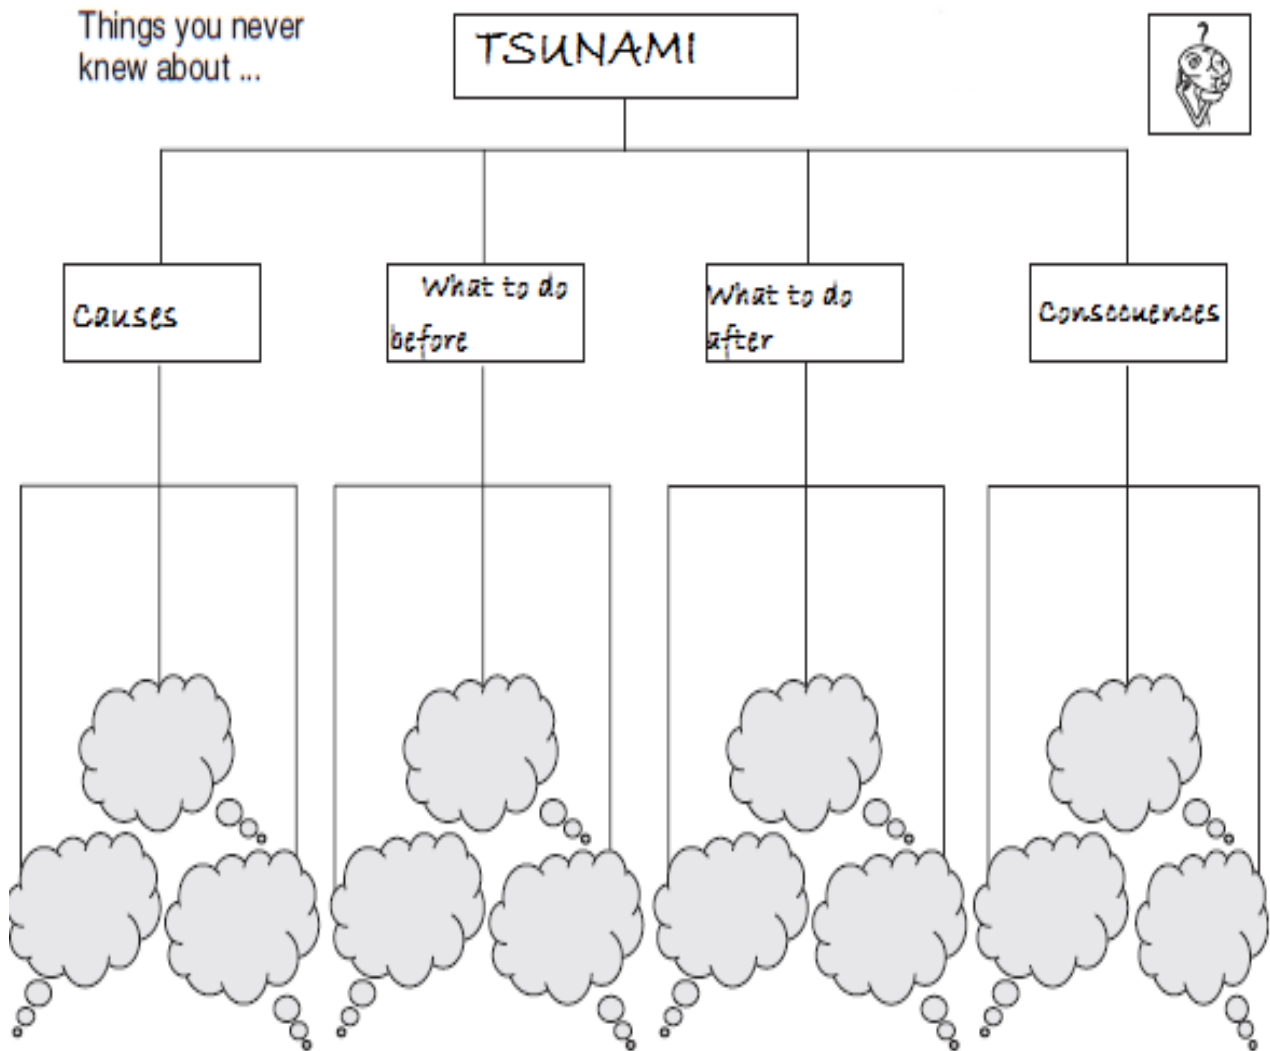 Things you never
knew about ...
TSUNAMI
?
Causes
What to do
before
What to do
after
Consecuences